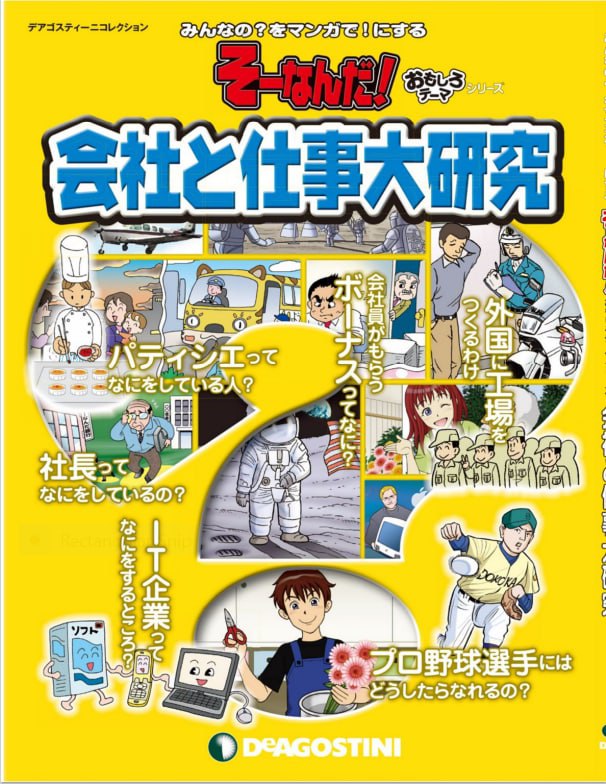 デアゴスティーニコレクション
みんなの?をマンガで!にする
そーなんだ!
おもしろ
テーマ
シリーズ
会社と仕事大研究
パティシエって
なにをしている人?
会社員がもらう
ボーナスってなに?
外国に工場を
つくるわけ
社長って
なにをしているの?
IT企業って
なにをするところ?
ソフト
DOKOKA
プロ野球選手には
どうしたらなれるの?
DeAGOSTINI